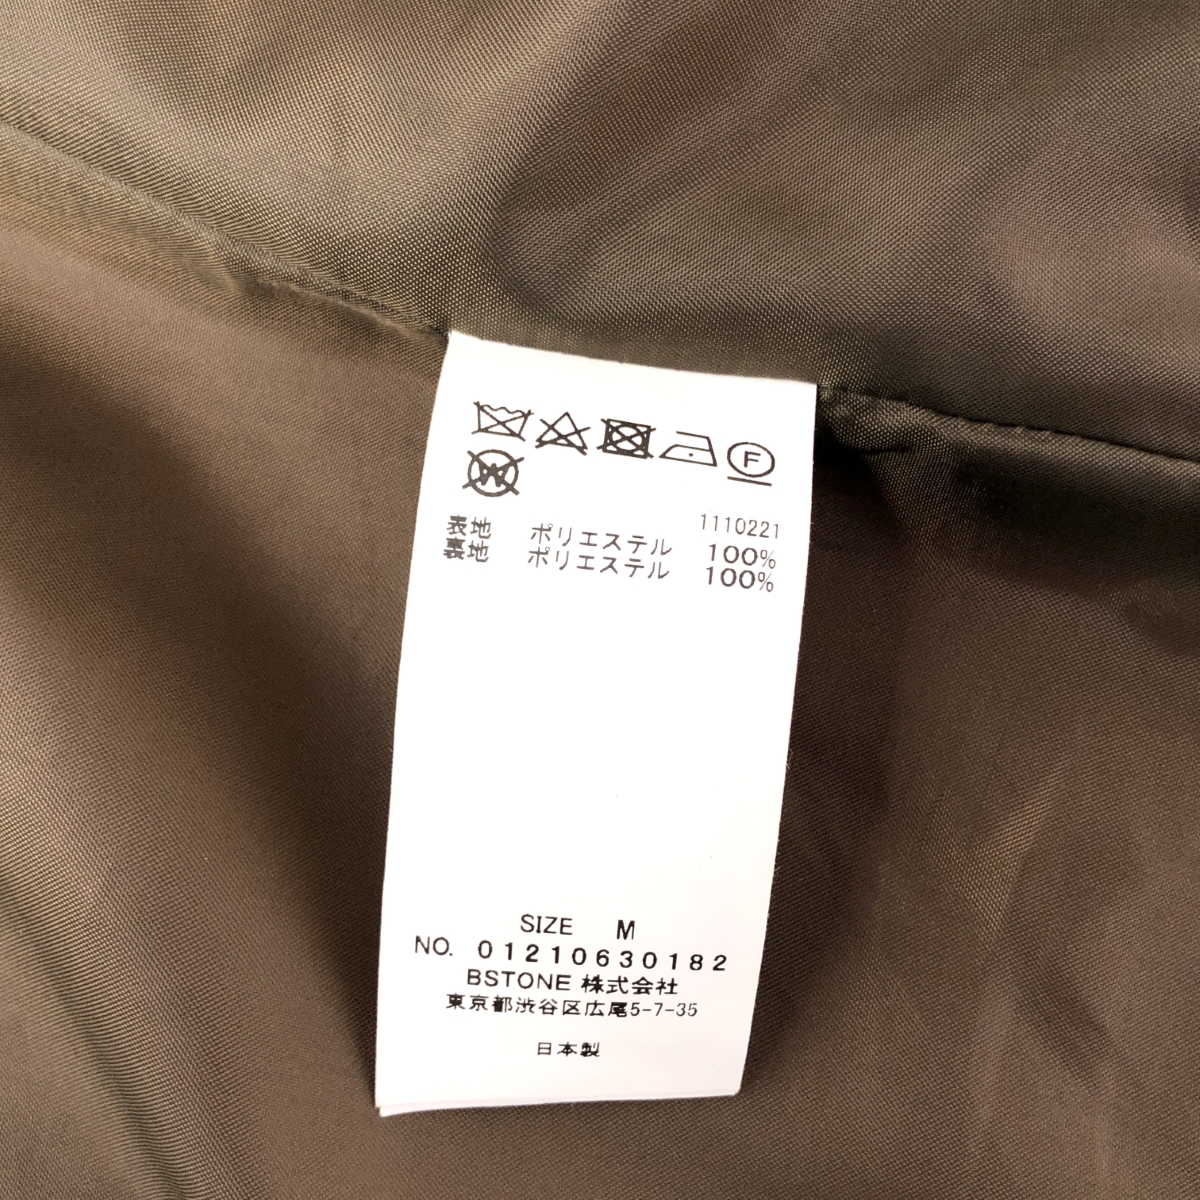 F
W
1110221
表地 ポリエステル 100%
裏地 ポリエステル 100%
SIZE M
NO. 01210630182
BSTONE 株式会社
東京都渋谷区広尾5-7-35
日本製